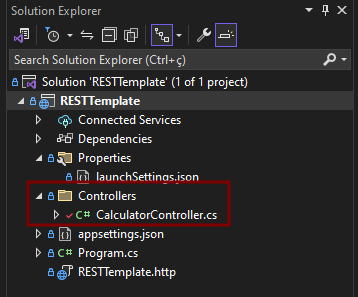 Solution Explorer
Search Solution Explorer (Ctrl+ç)
Solution 'RESTTemplate' (1 of 1 project)
RESTTemplate
Connected Services
Dependencies
Properties
launchSettings.json
Controllers
C# CalculatorController.cs
appsettings.json
C# Program.cs
RESTTemplate.http